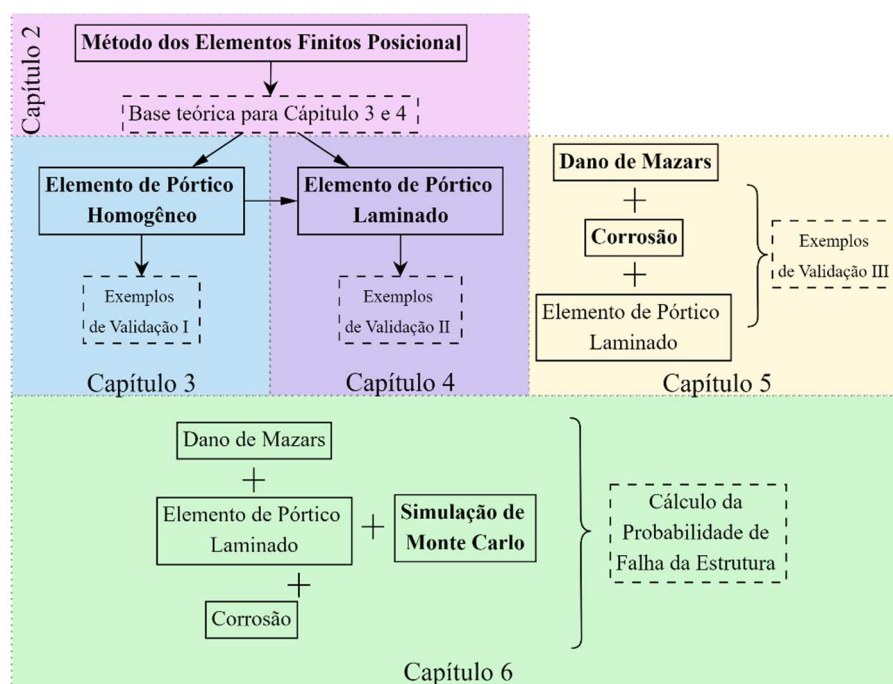 Capítulo 2
Método dos Elementos Finitos Posicional
Base teórica para Cápitulo 3 e 4
Elemento de Pórtico
Homogêneo
Exemplos
de Validação I
Capítulo 3
Elemento de Pórtico
Laminado
Exemplos
de Validação II
Capítulo 4
Dano de Mazars
+
Corrosão
+
Elemento de Pórtico
Laminado
Exemplos
de Validação III
Capítulo 5
Dano de Mazars
+
Elemento de Pórtico
Laminado
+
Simulação de
Monte Carlo
+
Corrosão
Cálculo da
Probabilidade de
Falha da Estrutura
Capítulo 6